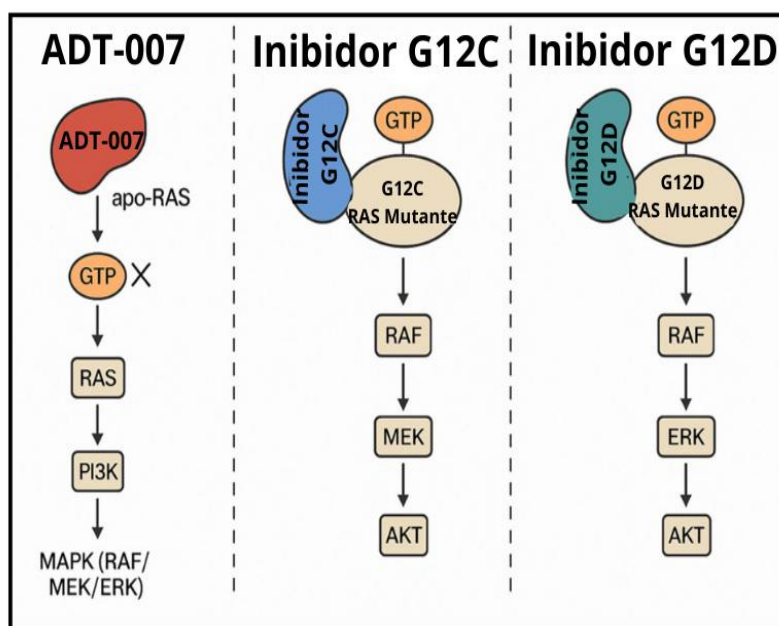 ADT-007
ADT-007
apo-RAS
GTP X
RAS
PI3K
MAPK (RAF/
MEK/ERK)
Inibidor G12C
Inibidor
G12C
GTP
G12C
RAS Mutante
RAF
MEK
AKT
Inibidor G12D
Inibidor
G12D
GTP
G12D
RAS Mutante
RAF
ERK
AKT